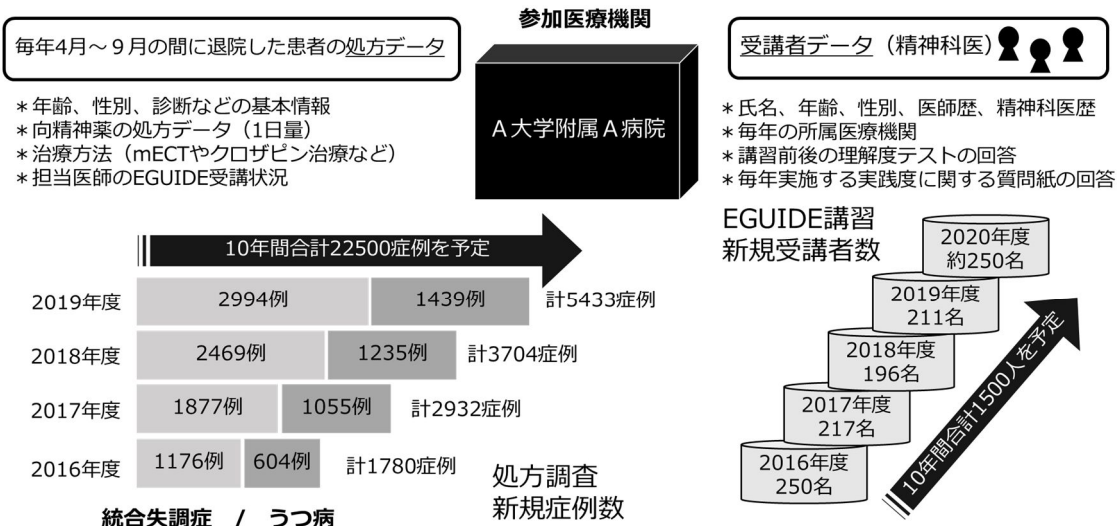 参加医療機関
毎年4月～９月の間に退院した患者の処方データ
＊年齢、性別、診断などの基本情報
＊向精神薬の処方データ（1日量）
＊治療方法（mECTやクロザピン治療など）
＊担当医師のEGUIDE受講状況
A大学附属A病院
受講者データ（精神科医）
＊氏名、年齢、性別、医師歴、精神科医歴
＊毎年の所属医療機関
＊講習前後の理解度テストの回答
＊毎年実施する実践度に関する質問紙の回答
10年間合計22500症例を予定
2019年度 2994例 1439例 計5433症例
2018年度 2469例 1235例 計3704症例
2017年度 1877例 1055例 計2932症例
2016年度 1176例 604例 計1780症例
統合失調症 / うつ病
処方調査
新規症例数
EGUIDE講習
新規受講者数
2020年度
約250名
2019年度
211名
2018年度
196名
2017年度
217名
2016年度
250名
10年間合計1500人を予定